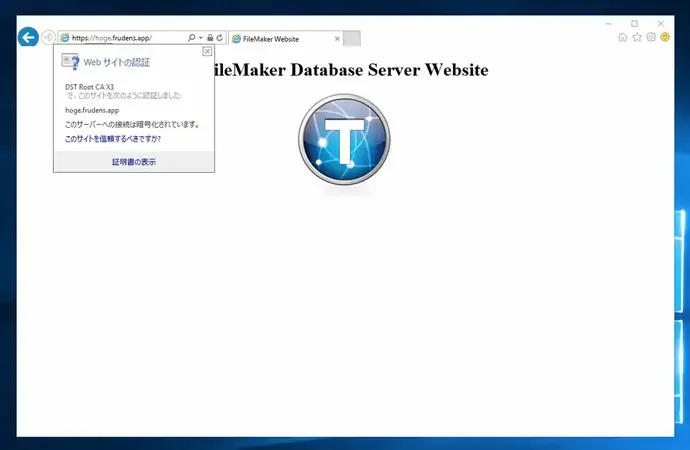 https://hoge.frudens.app/
FileMaker Website
Web サイトの認証
DST Root CA X3
で、このサイトを次のように認証しました:
hoge.frudens.app
このサーバーへの接続は暗号化されています。
このサイトを信頼するべきですか?
証明書の表示
ileMaker Database Server Website
T